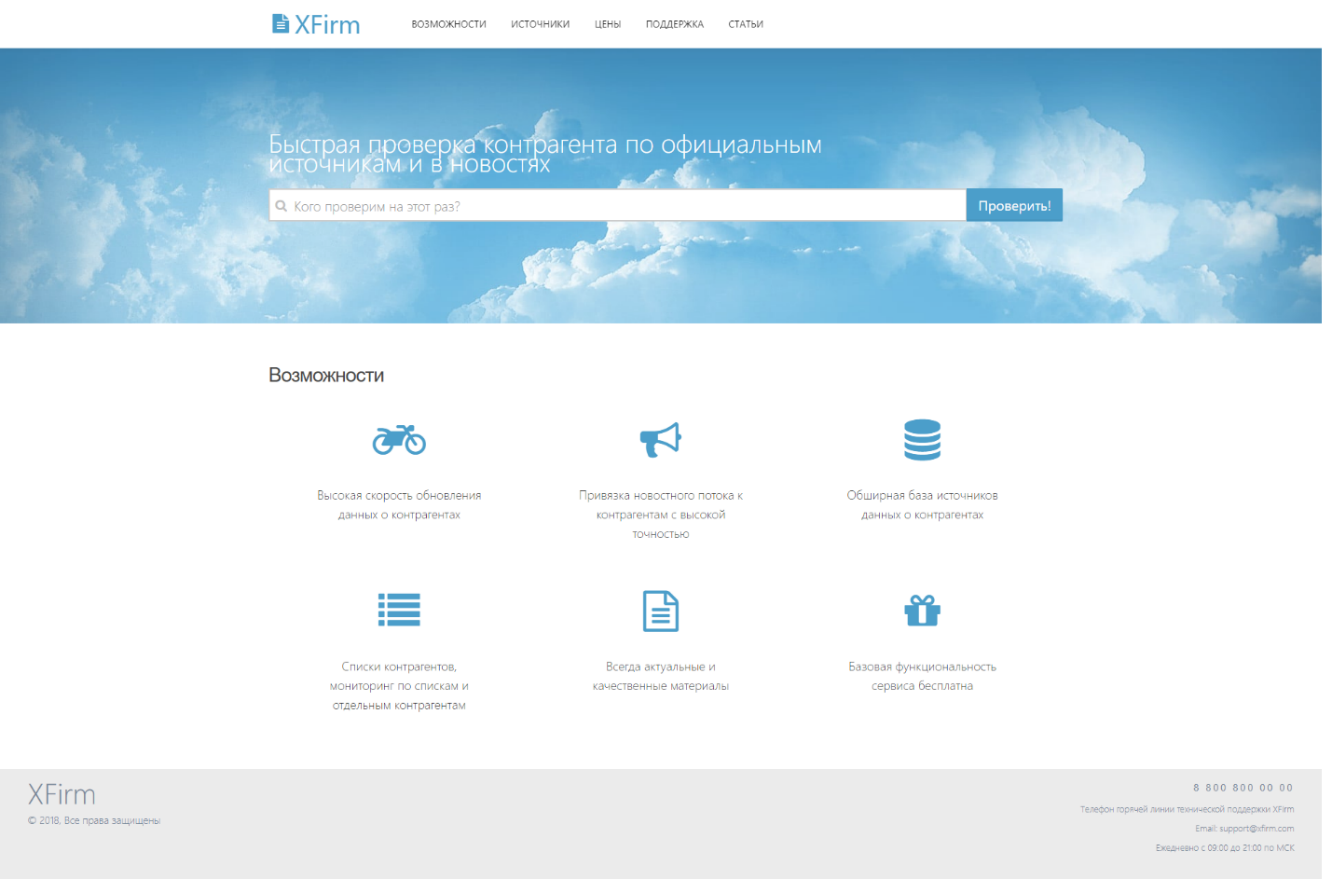 XFirm
ВОЗМОЖНОСТИ
ИСТОЧНИКИ
ЦЕНЫ
ПОДДЕРЖКА
СТАТЬИ
Быстрая проверка контрагента по официальным
источникам и в новостях
Кого проверим на этот раз?
Проверить!
Возможности
Высокая скорость обновления
данных о контрагентах
Привязка новостного потока к
контрагентам с высокой
точностью
Обширная база источников
данных о контрагентах
Списки контрагентов,
мониторинг по спискам и
отдельным контрагентам
Всегда актуальные и
качественные материалы
Базовая функциональность
сервиса бесплатна
XFirm
© 2018, Все права защищены
8 800 800 00 00
Телефон горячей линии технической поддержки XFirm
Email: support@xfirm.com
Ежедневно с 09:00 до 21:00 по МСК